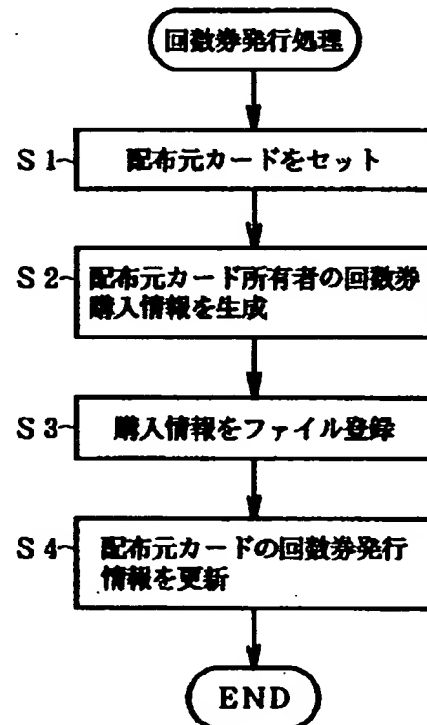 回数券発行処理
S1 配布元カードをセット
S2 配布元カード所有者の回数券
購入情報を生成
S3 購入情報をファイル登録
S4 配布元カードの回数券発行
情報を更新
END